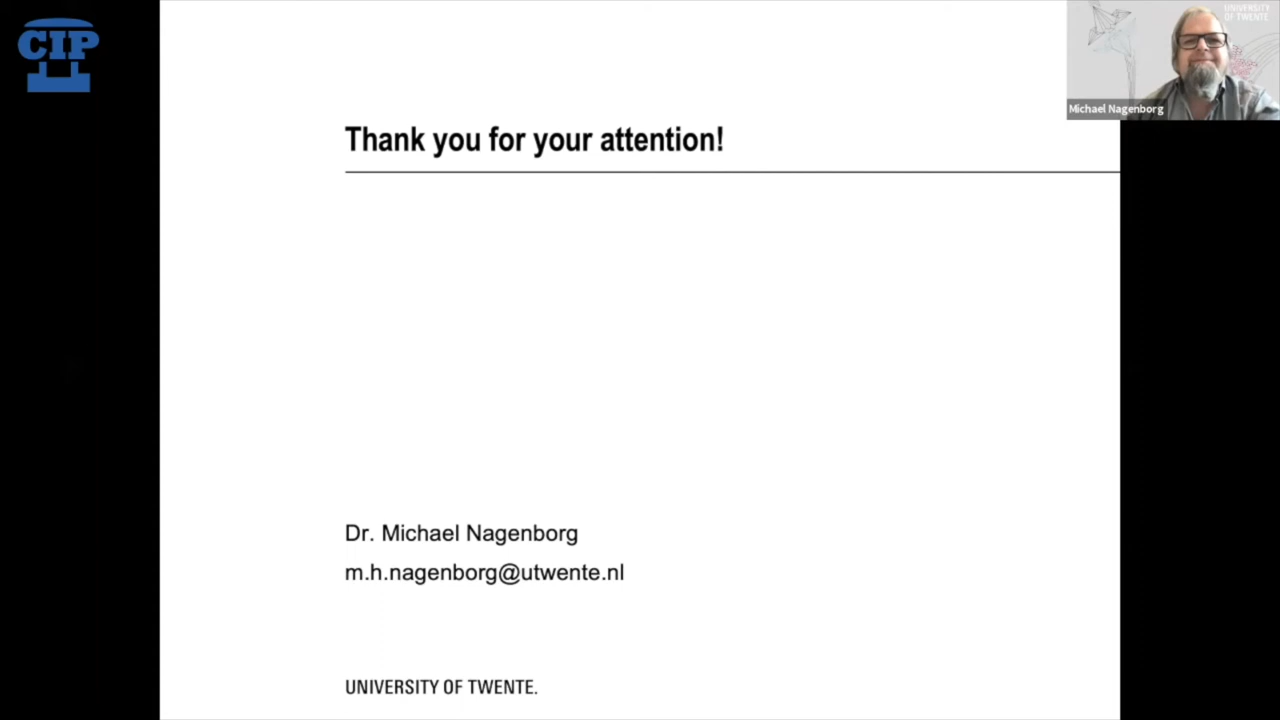 CIP
UNIVERSITY
OF TWENTE
Michael Nagenborg
Thank you for your attention!
Dr. Michael Nagenborg
m.h.nagenborg@utwente.nl
UNIVERSITY OF TWENTE.